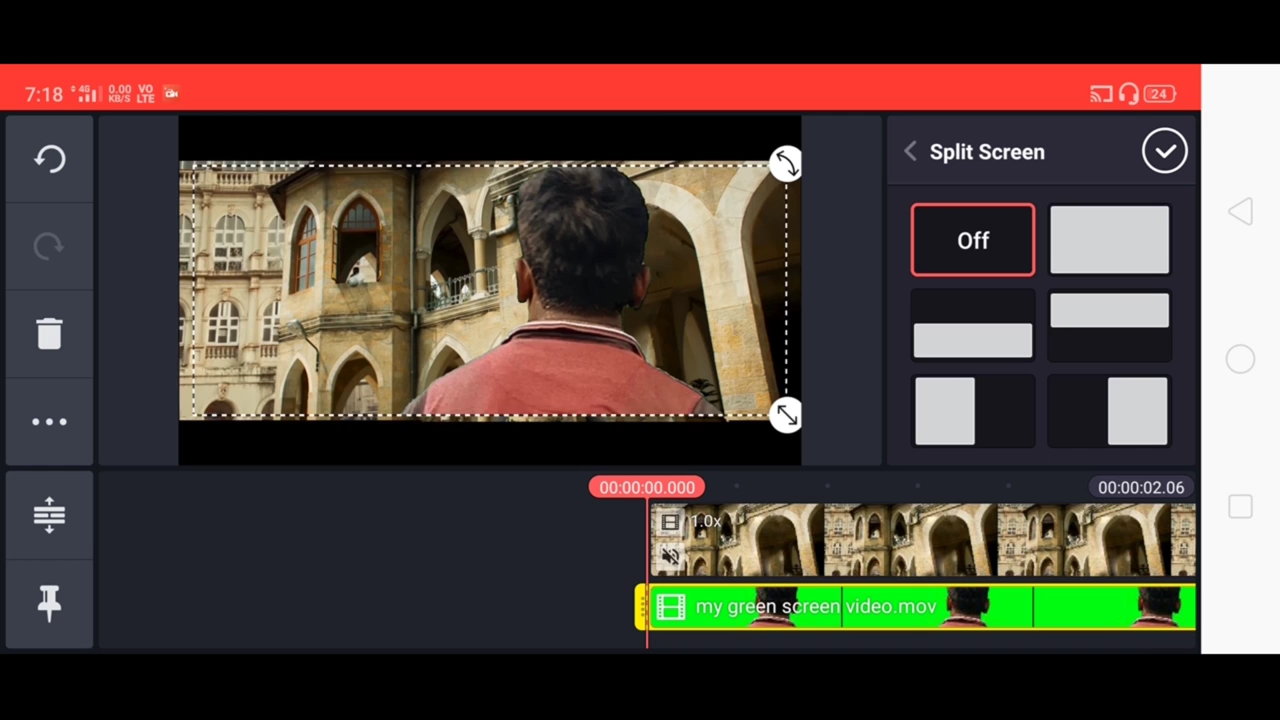 7:18 4G 0.00 KB/S VO LTE 24
Split Screen
Off
00:00:00.000
00:00:02.06
1.0x
my green screen video.mov